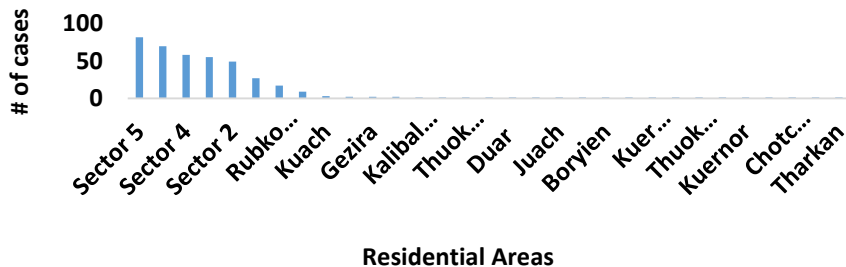 # of cases
100
50
0
Sector 5
Sector 4
Sector 2
Rubko...
Kuach
Gezira
Kalibal...
Thuok...
Duar
Juach
Boryien
Kuer...
Thuok...
Kuernor
Chotc...
Tharkan
Residential Areas